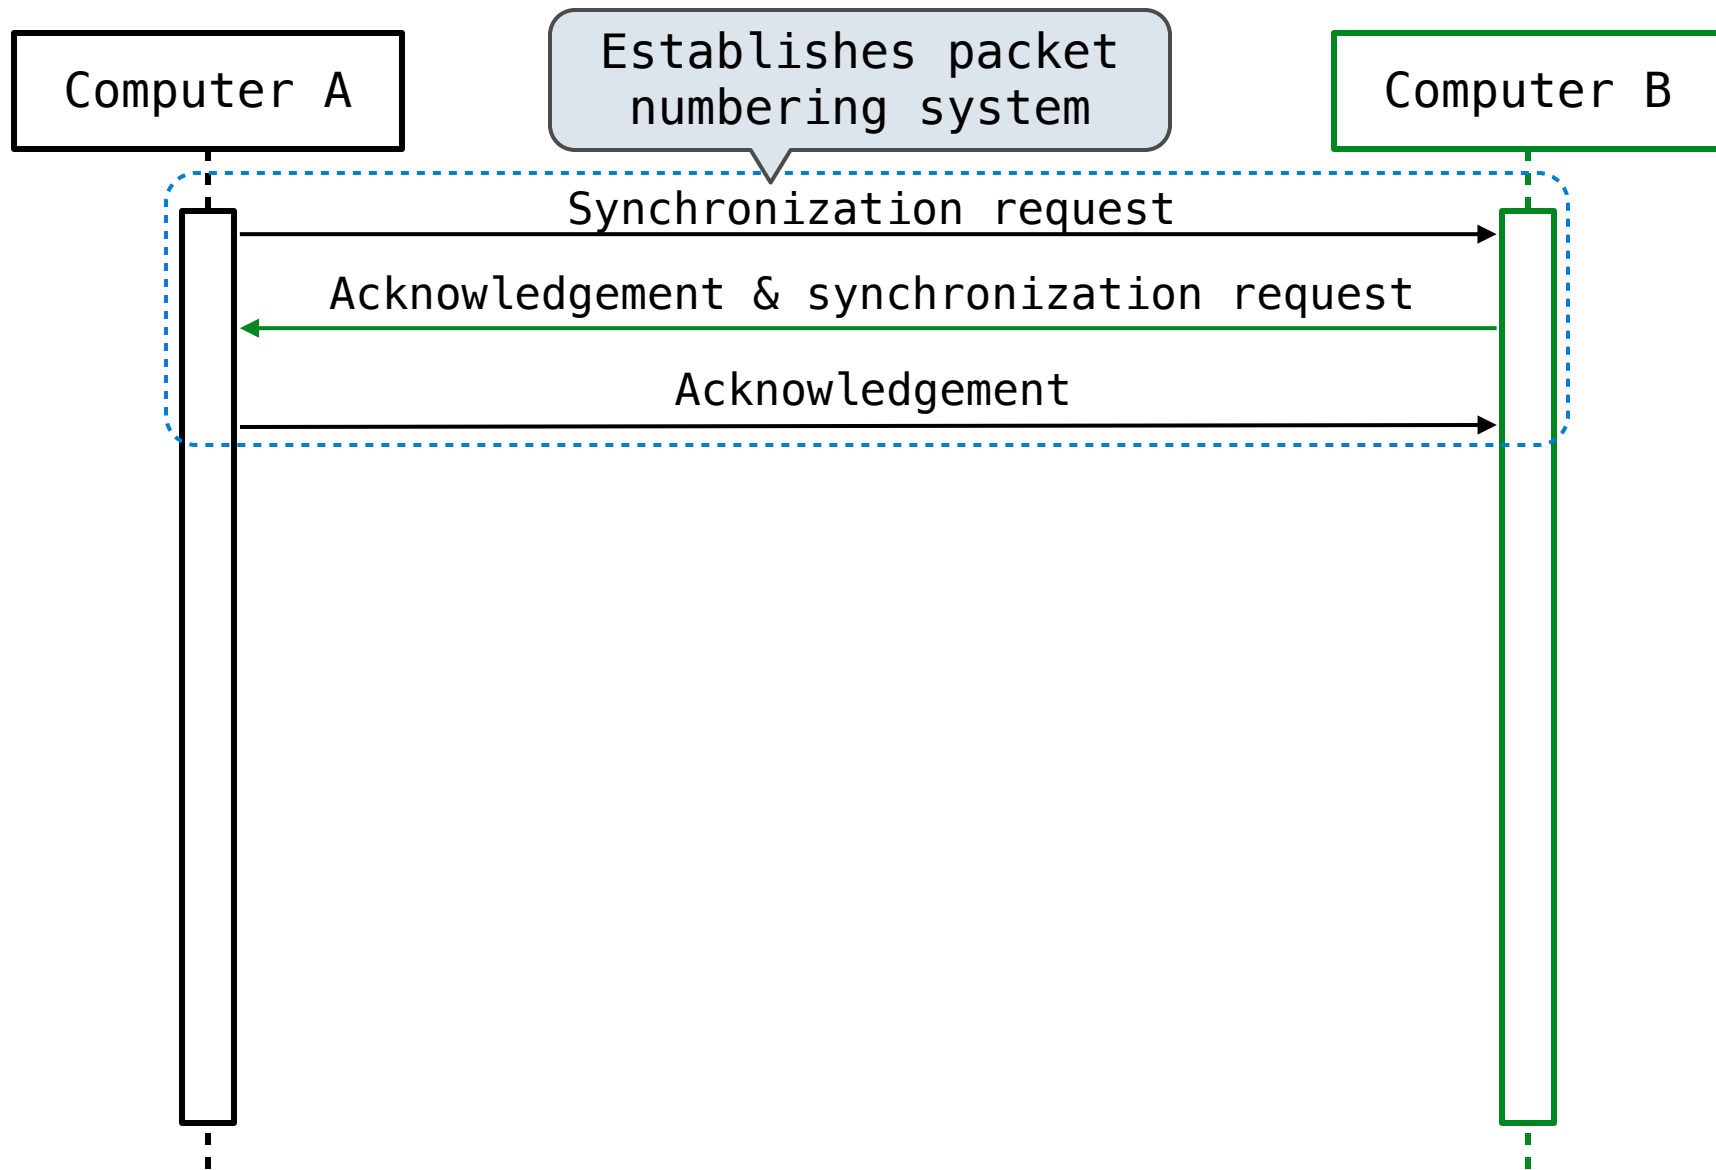 Computer A
Establishes packet
numbering system
Computer B
Synchronization request
Acknowledgement & synchronization request
Acknowledgement